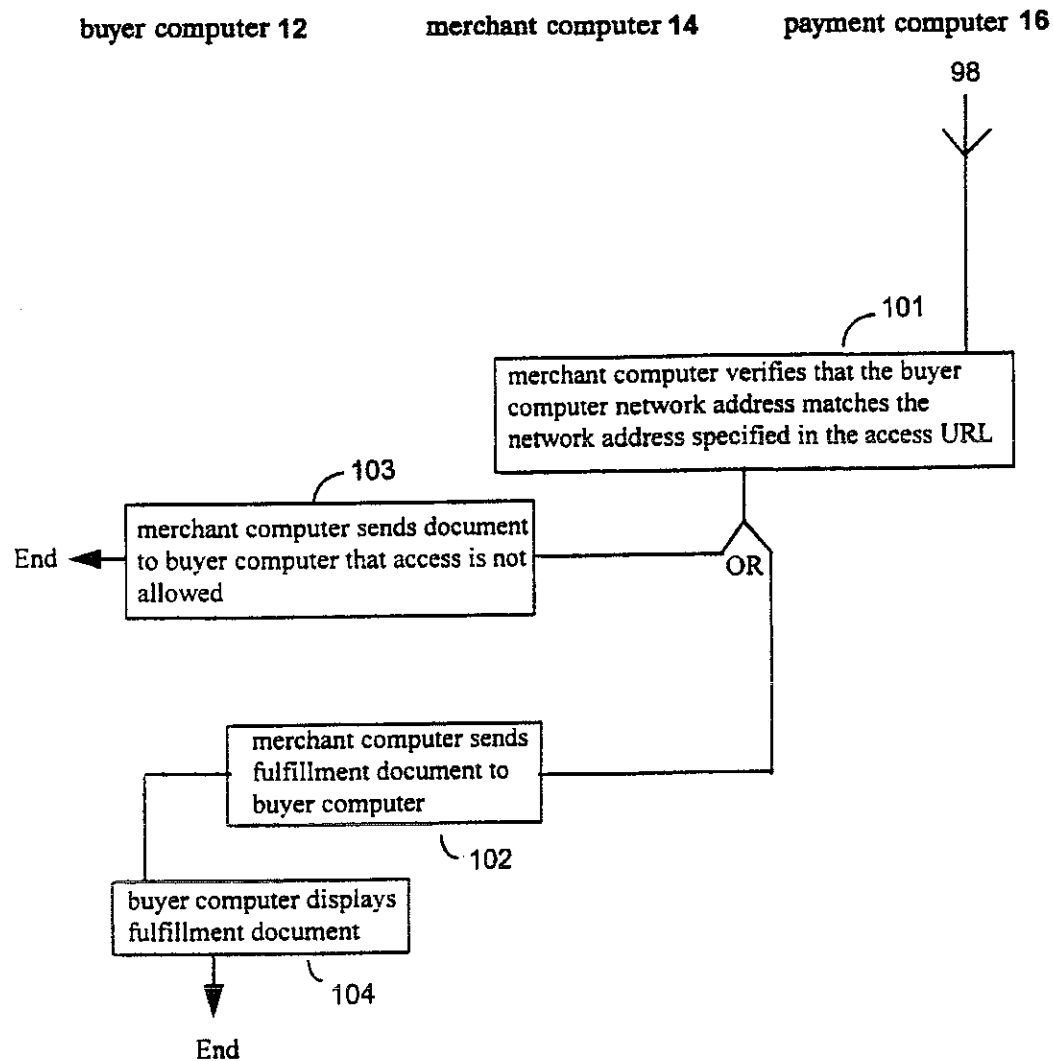 buyer computer 12 merchant computer 14 payment computer 16
98
101
merchant computer verifies that the buyer
computer network address matches the
network address specified in the access URL
103
merchant computer sends document
to buyer computer that access is not
allowed
End
OR
merchant computer sends
fulfillment document to
buyer computer
102
buyer computer displays
fulfillment document
104
End